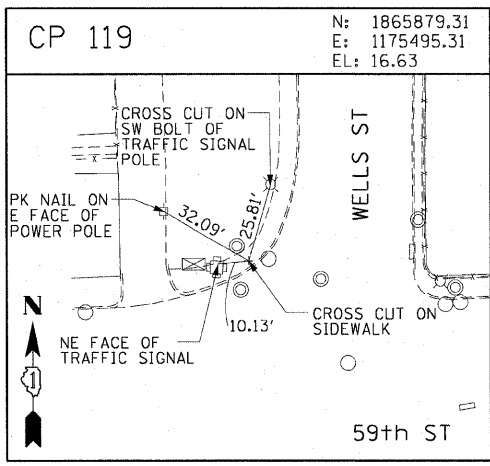 CP 119
N: 1865879.31
E: 1175495.31
EL: 16.63
CROSS CUT ON
SW BOLT OF
TRAFFIC SIGNAL
POLE
WELLS ST
PK NAIL ON
E FACE OF
POWER POLE
32.09'
25.81'
10.13'
CROSS CUT ON
SIDEWALK
NE FACE OF
TRAFFIC SIGNAL
N
1
59th ST